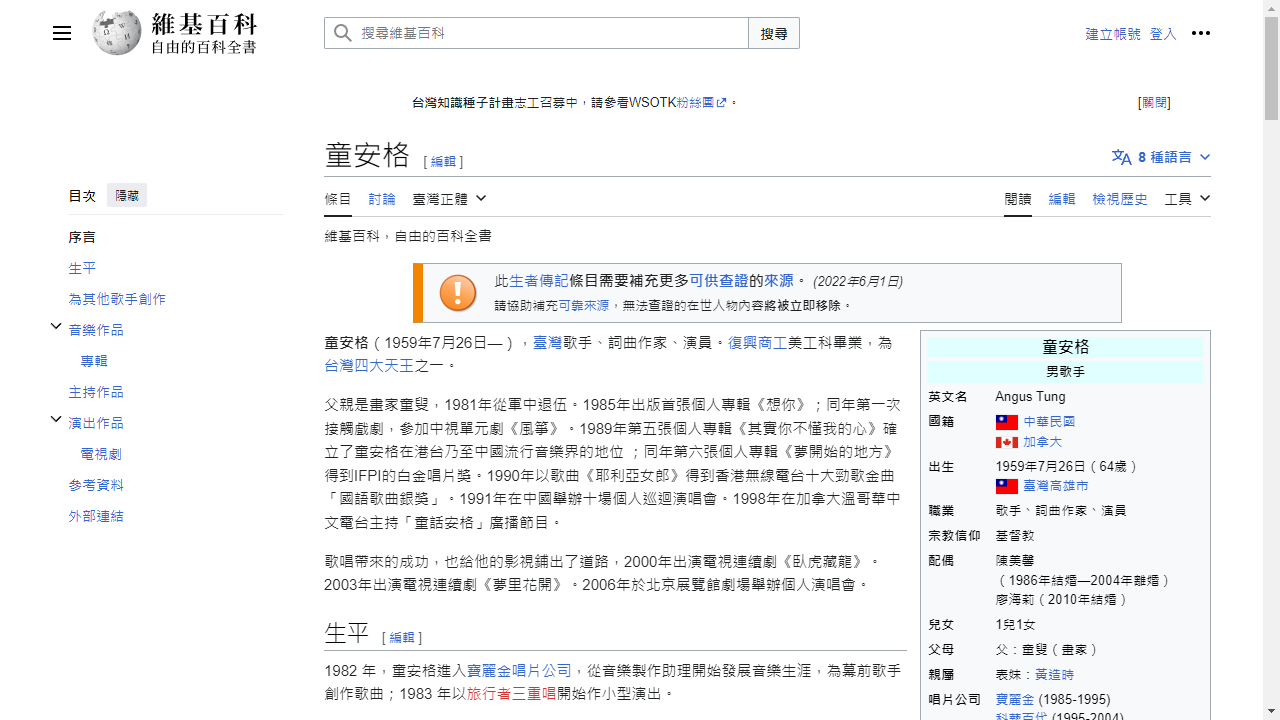 維基百科
自由的百科全書
搜尋維基百科
搜尋
建立帳號 登入
台灣知識種子計畫志工召募中，請參看WSOTK粉絲團。
[關閉]
童安格 [ 編輯 ]
8 種語言
目次 隱藏
序言
生平
為其他歌手創作
音樂作品
專輯
主持作品
演出作品
電視劇
參考資料
外部連結
條目 討論 臺灣正體
閱讀 編輯 檢視歷史 工具
維基百科，自由的百科全書
此生者傳記條目需要補充更多可供查證的來源。 (2022年6月1日)
請協助補充可靠來源，無法查證的在世人物內容將被立即移除。
童安格（1959年7月26日—），臺灣歌手、詞曲作家、演員。復興商工美工科畢業，為
台灣四大天王之一。
父親是畫家童叟，1981年從軍中退伍。1985年出版首張個人專輯《想你》；同年第一次
接觸戲劇，參加中視單元劇《風箏》。1989年第五張個人專輯《其實你不懂我的心》確
立了童安格在港台乃至中國流行音樂界的地位 ；同年第六張個人專輯《夢開始的地方》
得到IFPI的白金唱片獎。1990年以歌曲《耶利亞女郎》得到香港無線電台十大勁歌金曲
「國語歌曲銀獎」。1991年在中國舉辦十場個人巡迴演唱會。1998年在加拿大溫哥華中
文電台主持「童話安格」廣播節目。
歌唱帶來的成功，也給他的影視鋪出了道路，2000年出演電視連續劇《臥虎藏龍》。
2003年出演電視連續劇《夢里花開》。2006年於北京展覽館劇場舉辦個人演唱會。
生平 [ 編輯 ]
1982 年，童安格進入寶麗金唱片公司，從音樂製作助理開始發展音樂生涯，為幕前歌手
創作歌曲；1983 年以旅行者三重唱開始作小型演出。
童安格
男歌手
英文名 Angus Tung
國籍 中華民國
加拿大
出生 1959年7月26日（64歲）
臺灣高雄市
職業 歌手、詞曲作家、演員
宗教信仰 基督教
配偶 陳美馨
（1986年結婚—2004年離婚）
廖海莉（2010年結婚）
兒女 1兒1女
父母 父：童叟（畫家）
親屬 表妹：黃造時
唱片公司 寶麗金 (1985-1995)
科藝百代 (1995-2004)